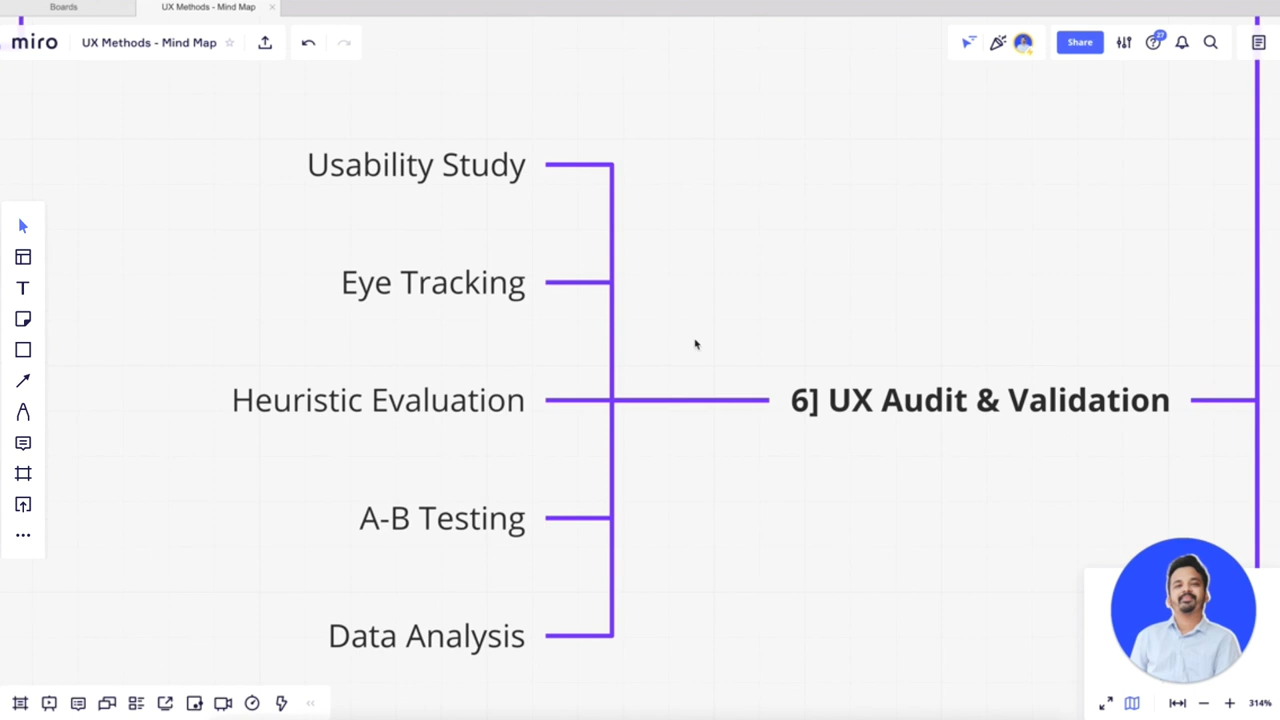 Boards
UX Methods - Mind Map
miro
UX Methods - Mind Map
Share
27
Usability Study
Eye Tracking
Heuristic Evaluation
6] UX Audit & Validation
A-B Testing
Data Analysis
314%